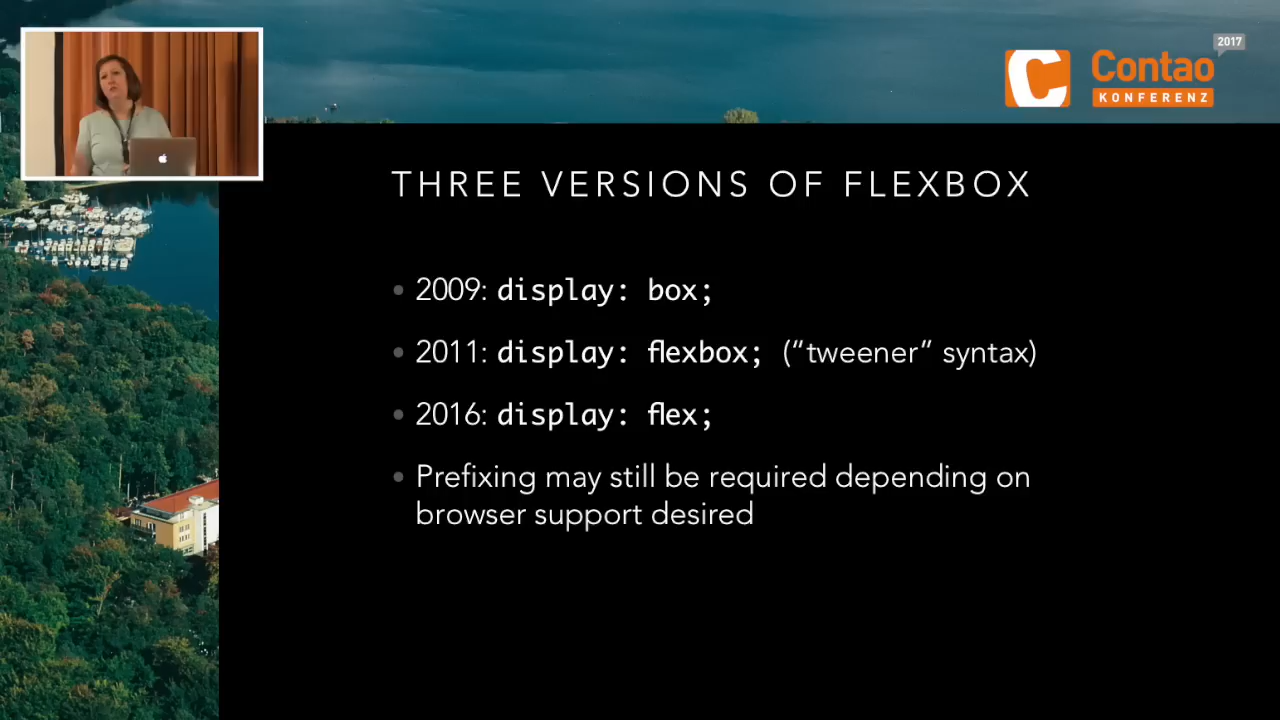 2017
Contao
KONFERENZ
THREE VERSIONS OF FLEXBOX
• 2009: display: box;
• 2011: display: flexbox; (“tweener” syntax)
• 2016: display: flex;
• Prefixing may still be required depending on
browser support desired